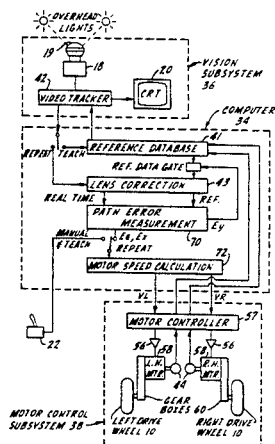 OVERHEAD
LIGHTS
19
18
20
CRT
42
VIDEO TRACKER
VISION
SUBSYSTEM
36
COMPUTER
34
41
REPEAT
TEACH
REFERENCE DATABASE
REF. DATA GATE
LENS CORRECTION
43
REAL TIME
REF.
PATH ERROR
MEASUREMENT
70
Ey
MANUAL
& TEACH
Eθ, Ex
REPEAT
72
MOTOR SPEED CALCULATION
22
VL
VR
MOTOR CONTROLLER
57
56
56
58
58
L.H.
MTR
R.H.
MTR
44
GEAR
BOXES 60
MOTOR CONTROL
SUBSYSTEM 38
LEFT DRIVE
WHEEL 10
RIGHT DRIVE
WHEEL 10